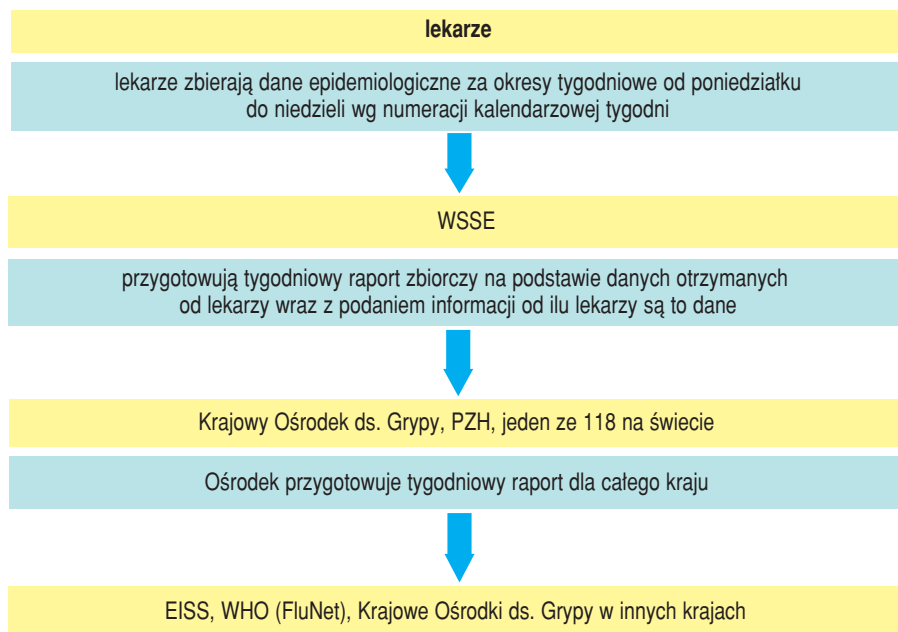 lekarze
lekarze zbierają dane epidemiologiczne za okresy tygodniowe od poniedziałku
do niedzieli wg numeracji kalendarzowej tygodni
WSSE
przygotowują tygodniowy raport zbiorczy na podstawie danych otrzymanych
od lekarzy wraz z podaniem informacji od ilu lekarzy są to dane
Krajowy Ośrodek ds. Grypy, PZH, jeden ze 118 na świecie
Ośrodek przygotowuje tygodniowy raport dla całego kraju
EISS, WHO (FluNet), Krajowe Ośrodki ds. Grypy w innych krajach